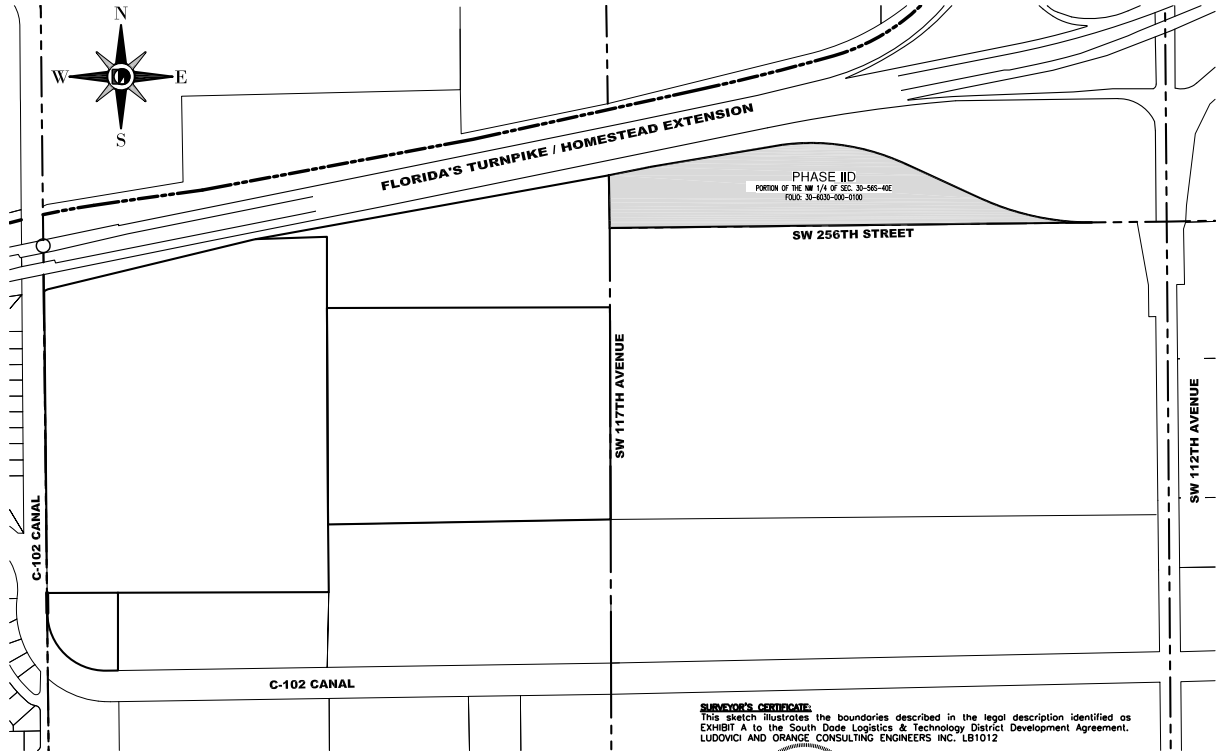 N
W
E
S
FLORIDA'S TURNPIKE / HOMESTEAD EXTENSION
PHASE IID
PORTION OF THE NW 1/4 OF SEC. 30-56S-40E
FOLIO: 30-6030-000-0100
SW 256TH STREET
SW 117TH AVENUE
SW 112TH AVENUE
C-102 CANAL
C-102 CANAL
SURVEYOR'S CERTIFICATE:
This sketch illustrates the boundaries described in the legal description identified as
EXHIBIT A to the South Dade Logistics & Technology District Development Agreement.
LUDOVICI AND ORANGE CONSULTING ENGINEERS INC. LB1012